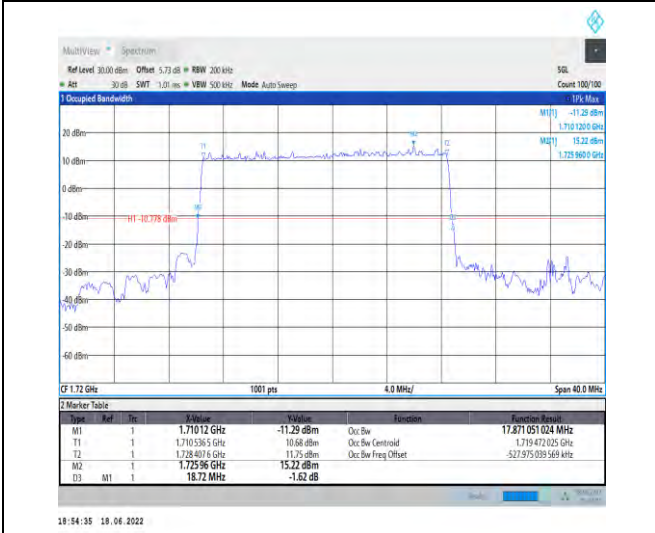 MultiView Spectrum
Ref Level 30.00 dBm Offset 5.73 dB RBW 200 kHz SGL
Att 30 dB SWT 1.01 ms VBW 500 kHz Mode Auto Sweep Count 100/100
1 Occupied Bandwidth 1Pk Max
M1[1] -11.29 dBm
1.710 120 0 GHz
M2[1] 15.22 dBm
1.725 960 0 GHz
20 dBm
T1
M2
T2
10 dBm
0 dBm
-10 dBm
H1 -10.778 dBm
-20 dBm
-30 dBm
-40 dBm
-50 dBm
-60 dBm
CF 1.72 GHz 1001 pts 4.0 MHz/ Span 40.0 MHz
2 Marker Table
Type Ref Trc X-Value Y-Value Function Function Result
M1 1 1.71012 GHz -11.29 dBm Occ Bw 17.871 051 024 MHz
T1 1 1.710 536 5 GHz 10.68 dBm Occ Bw Centroid 1.719 472 025 GHz
T2 1 1.728 407 6 GHz 11.75 dBm Occ Bw Freq Offset -527.975 039 569 kHz
M2 1 1.725 96 GHz 15.22 dBm
D3 M1 1 18.72 MHz -1.62 dB
18:54:35 18.06.2022